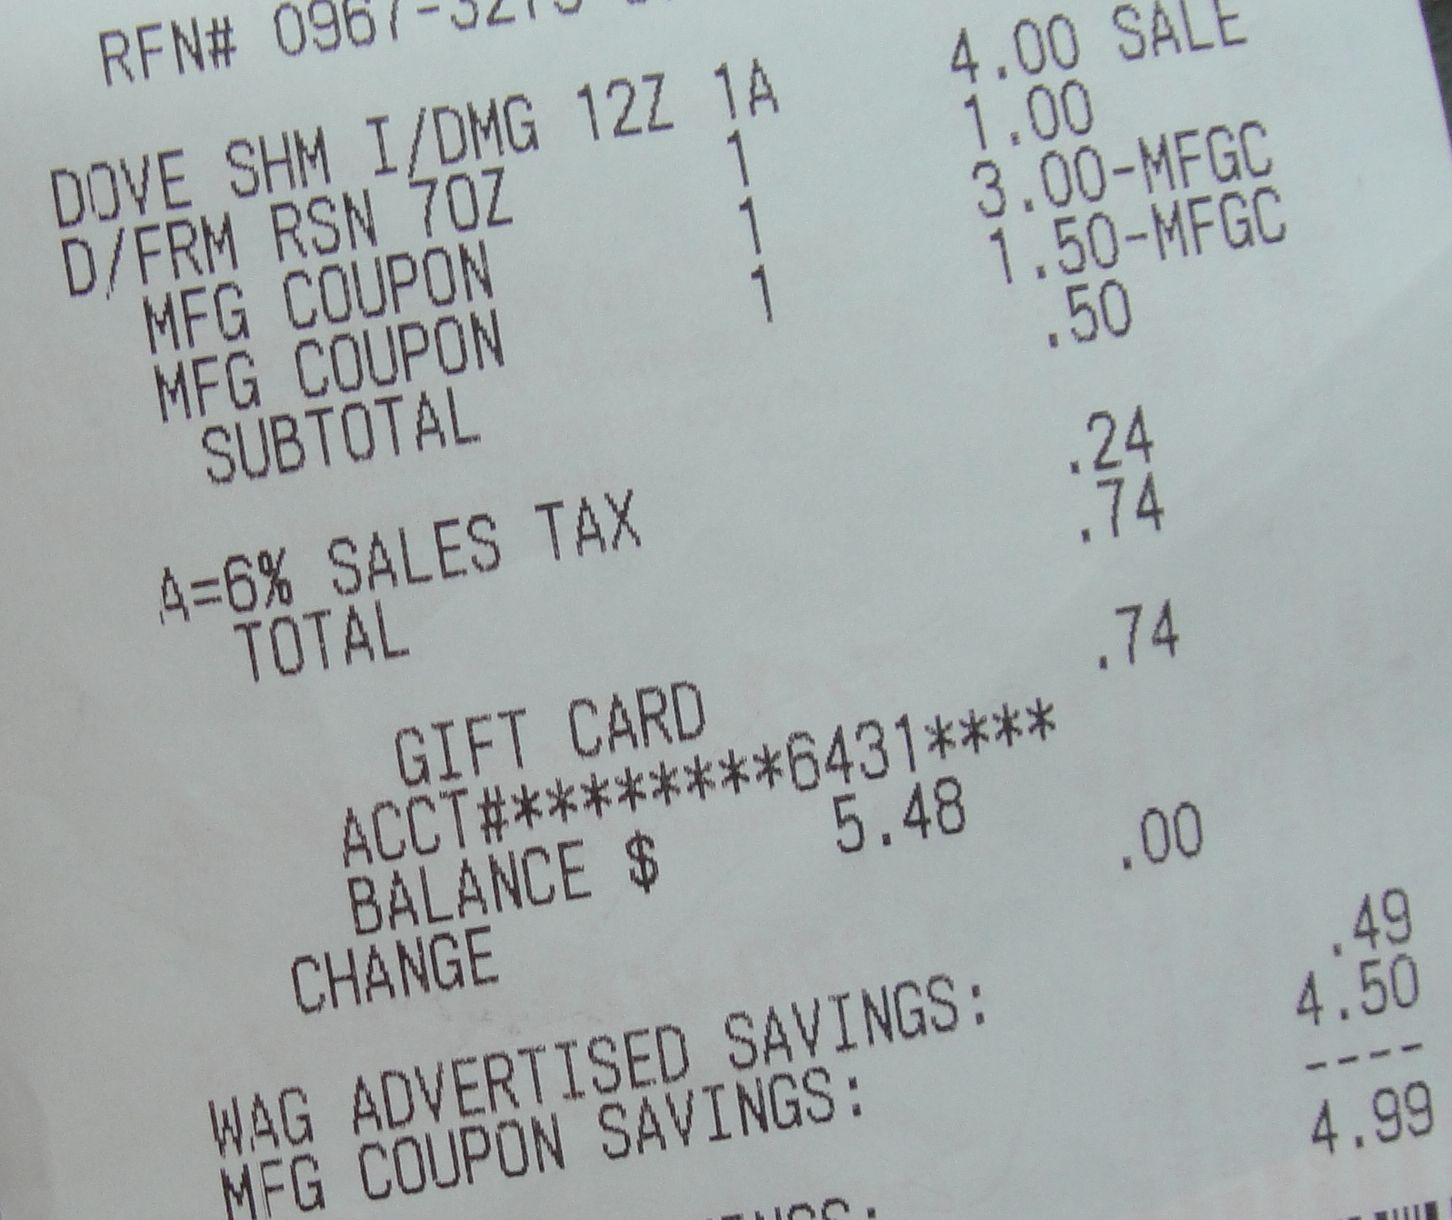 RFN#
DOVE SHM I/DMG 12Z 1A 4.00 SALE
D/FRM RSN 7OZ 1 1.00
MFG COUPON 1 3.00-MFGC
MFG COUPON 1 1.50-MFGC
SUBTOTAL .50
A=6% SALES TAX .24
TOTAL .74
GIFT CARD .74
ACCT#********6431****
BALANCE $ 5.48
CHANGE .00
WAG ADVERTISED SAVINGS: .49
MFG COUPON SAVINGS: 4.50
----
4.99